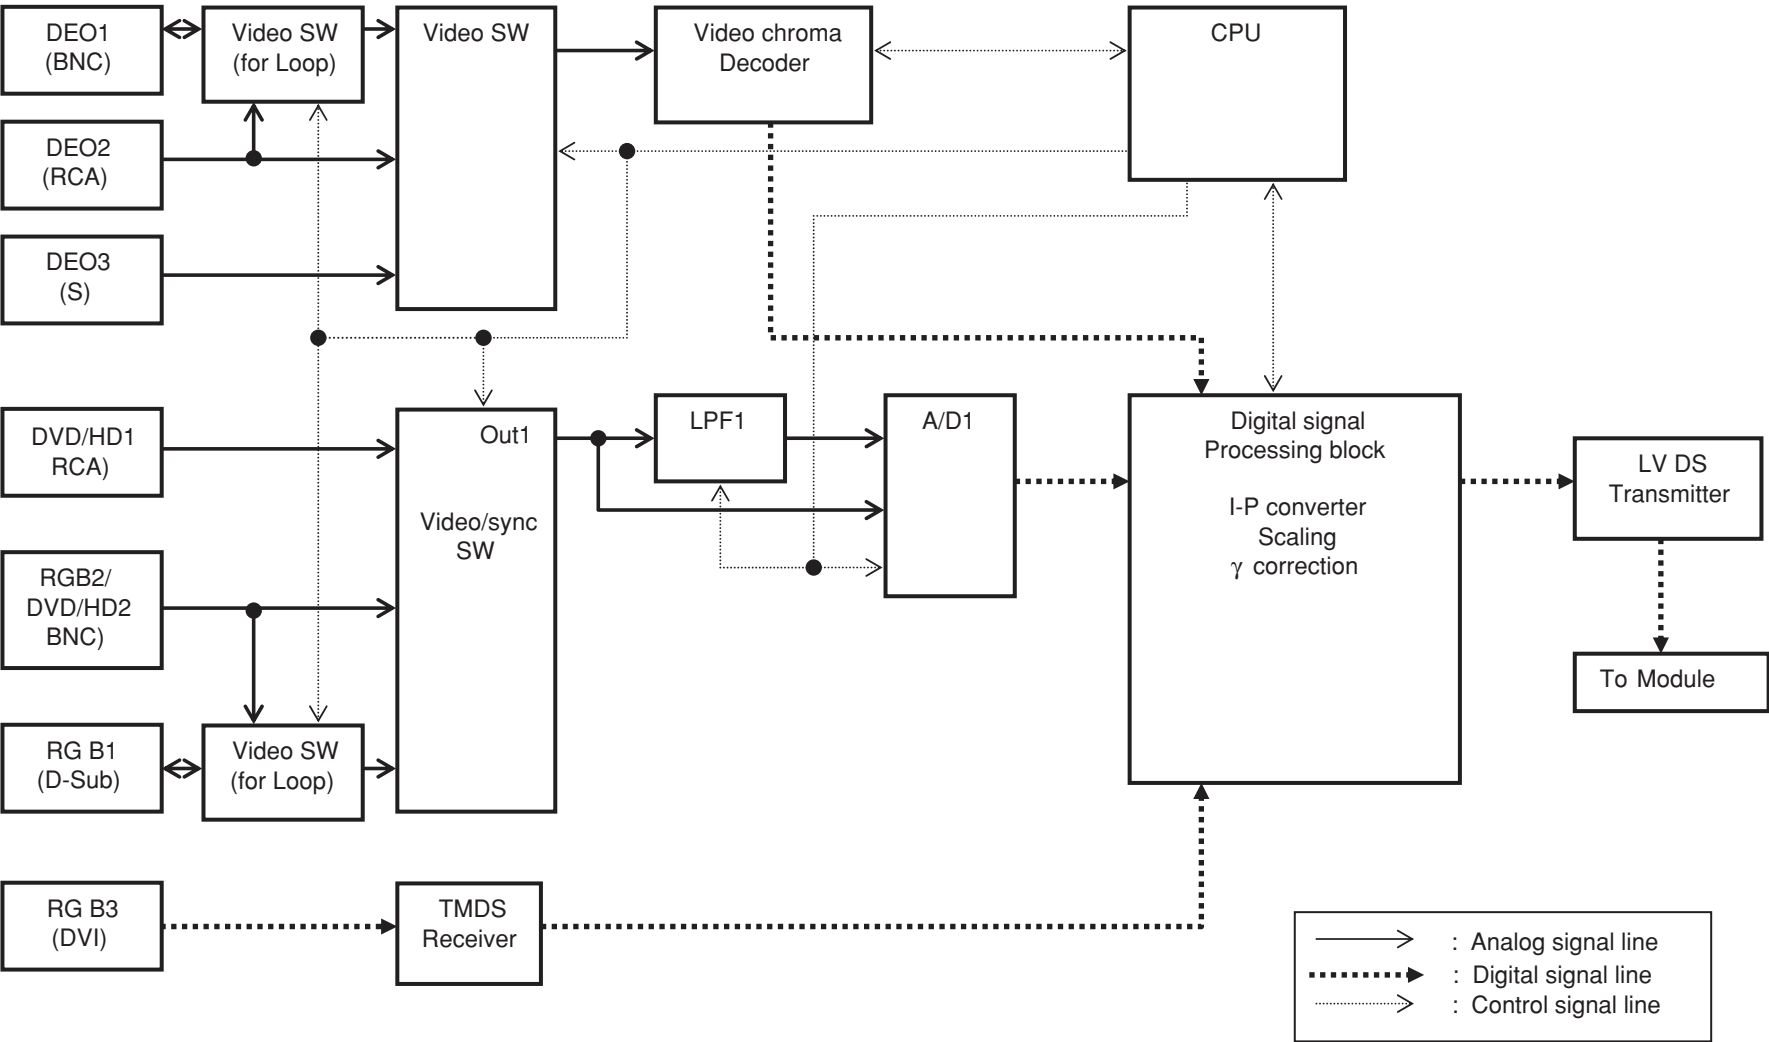 DEO1
(BNC)
Video SW
(for Loop)
Video SW
Video chroma
Decoder
CPU
DEO2
(RCA)
DEO3
(S)
DVD/HD1
RCA)
Out1
Video/sync
SW
LPF1
A/D1
Digital signal
Processing block
I-P converter
Scaling
γ correction
LV DS
Transmitter
RGB2/
DVD/HD2
BNC)
To Module
RG B1
(D-Sub)
Video SW
(for Loop)
RG B3
(DVI)
TMDS
Receiver
: Analog signal line
: Digital signal line
: Control signal line